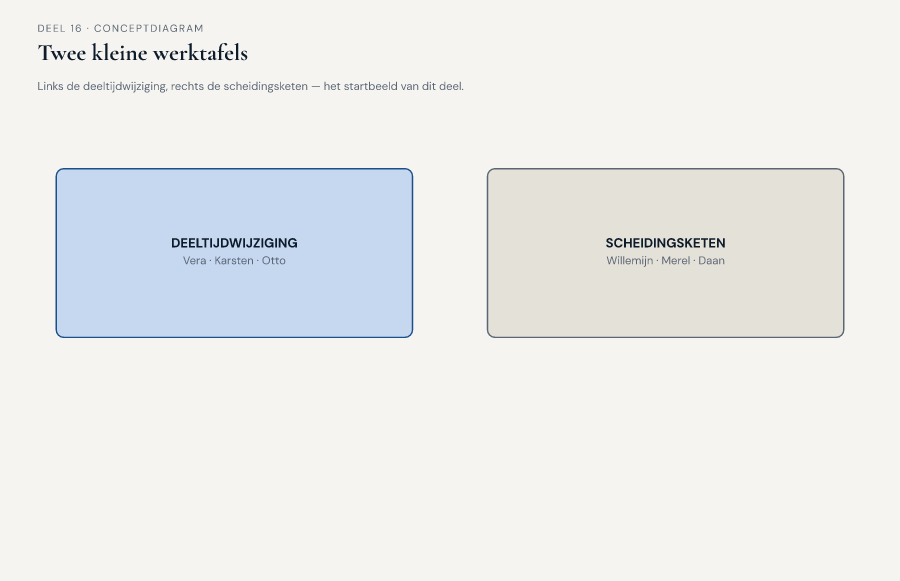 DEEL 16 · CONCEPTDIAGRAM
Twee kleine werktafels
Links de deeltijdwijziging, rechts de scheidingsketen — het startbeeld van dit deel.
DEELTIJDWIJZIGING
Vera · Karsten · Otto
SCHEIDINGSKETEN
Willemijn · Merel · Daan